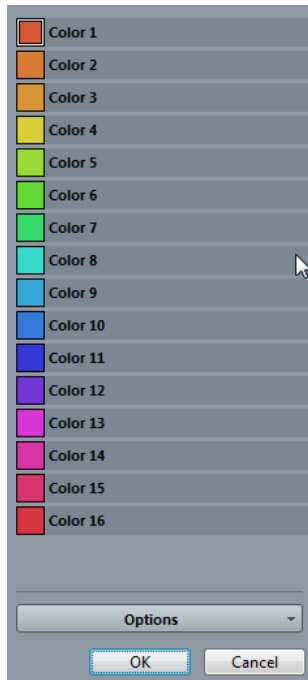 Color 1
Color 2
Color 3
Color 4
Color 5
Color 6
Color 7
Color 8
Color 9
Color 10
Color 11
Color 12
Color 13
Color 14
Color 15
Color 16
Options
OK Cancel